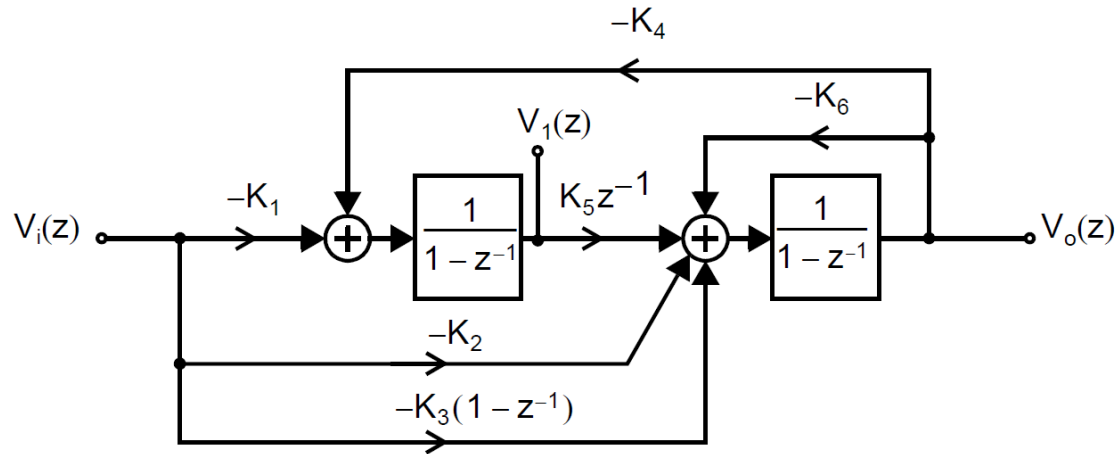 −K₄
−K₆
V₁(z)
Vᵢ(z)
−K₁
1
1 − z⁻¹
K₅z⁻¹
1
1 − z⁻¹
Vₒ(z)
−K₂
−K₃(1 − z⁻¹)